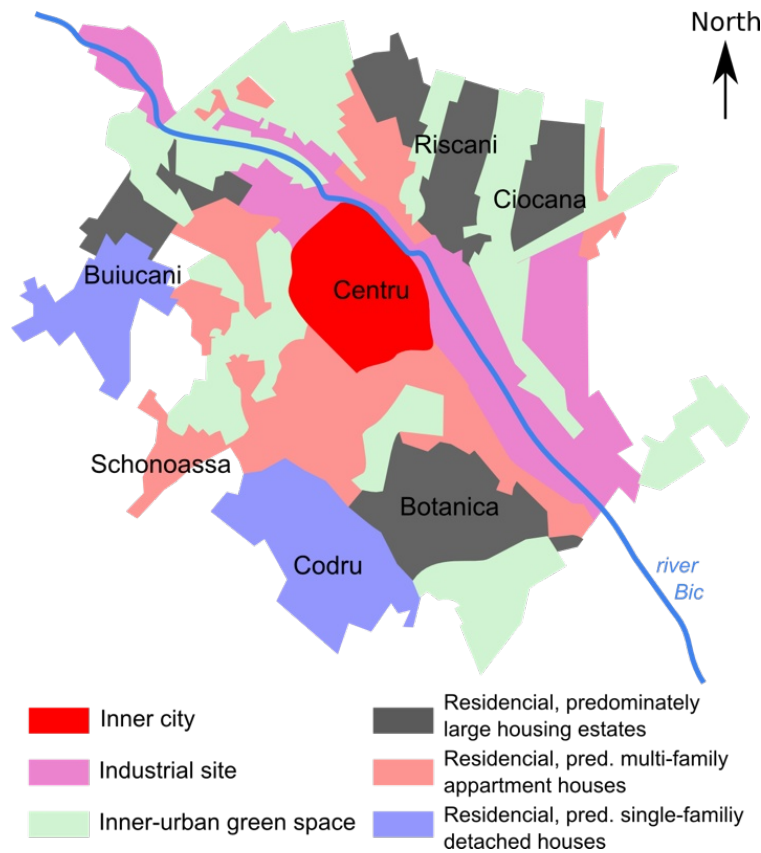 North
Riscani
Ciocana
Buiucani
Centru
Schonoassa
Botanica
Codru
river
Bic
Inner city
Industrial site
Inner-urban green space
Residencial, predominately
large housing estates
Residencial, pred. multi-family
appartment houses
Residencial, pred. single-familiy
detached houses